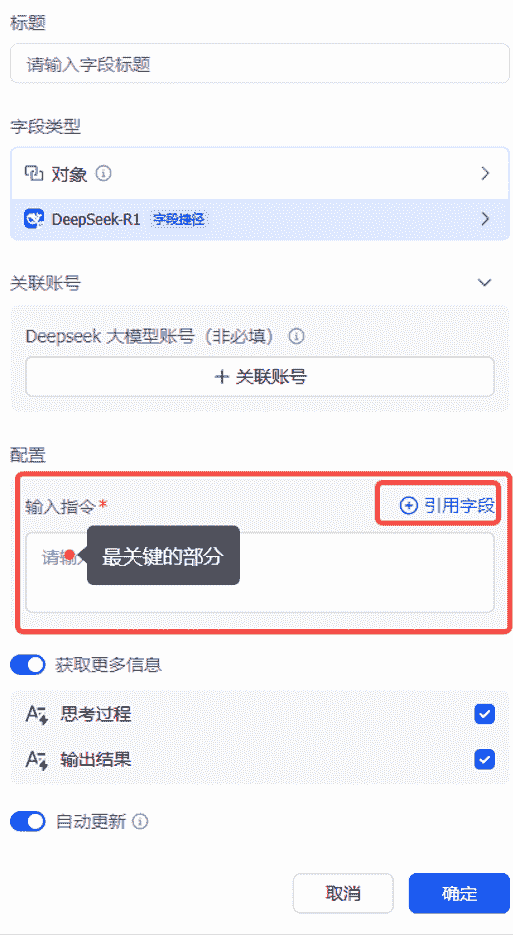 标题
请输入字段标题
字段类型
对象
DeepSeek-R1 字段捷径
关联账号
Deepseek 大模型账号（非必填）
+ 关联账号
配置
输入指令* 引用字段
请输
最关键的部分
获取更多信息
思考过程
输出结果
自动更新
取消 确定